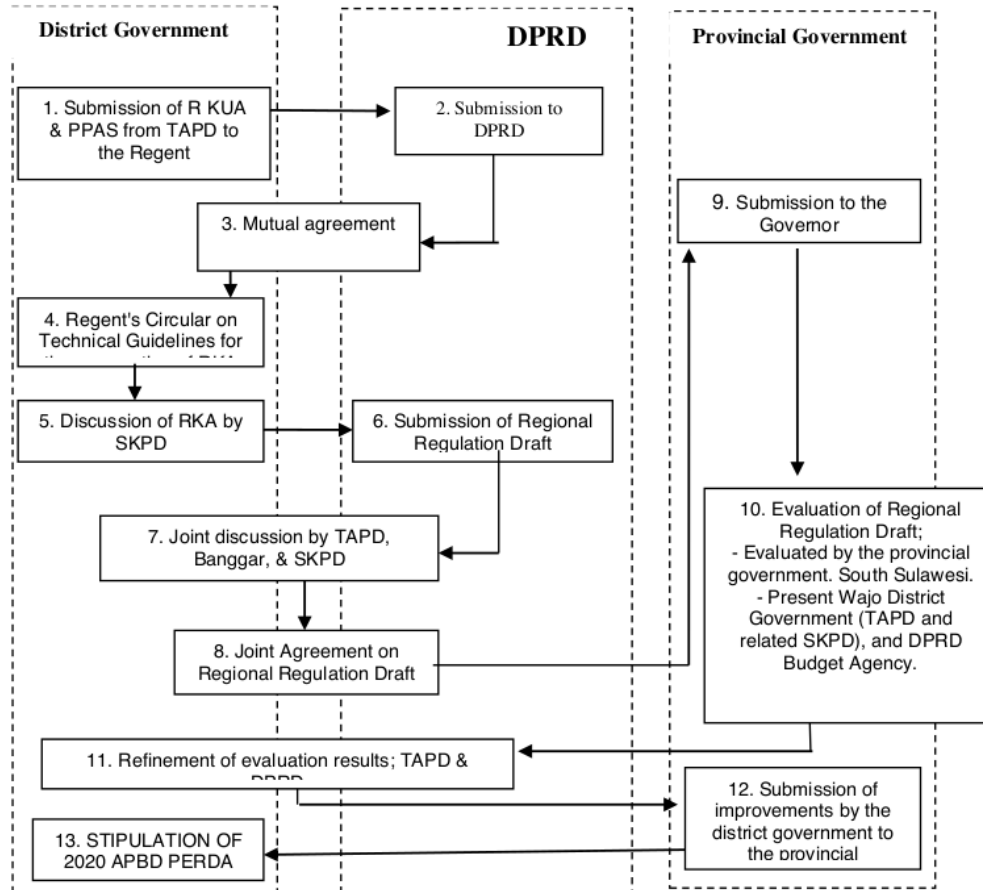 District Government
DPRD
Provincial Government
1. Submission of R KUA
& PPAS from TAPD to
the Regent
2. Submission to
DPRD
3. Mutual agreement
4. Regent's Circular on
Technical Guidelines for
5. Discussion of RKA by
SKPD
6. Submission of Regional
Regulation Draft
7. Joint discussion by TAPD,
Banggar, & SKPD
8. Joint Agreement on
Regional Regulation Draft
9. Submission to the
Governor
10. Evaluation of Regional
Regulation Draft;
- Evaluated by the provincial
government. South Sulawesi.
- Present Wajo District
Government (TAPD and
related SKPD), and DPRD
Budget Agency.
11. Refinement of evaluation results; TAPD &
DPRD
12. Submission of
improvements by the
district government to
the provincial
13. STIPULATION OF
2020 APBD PERDA